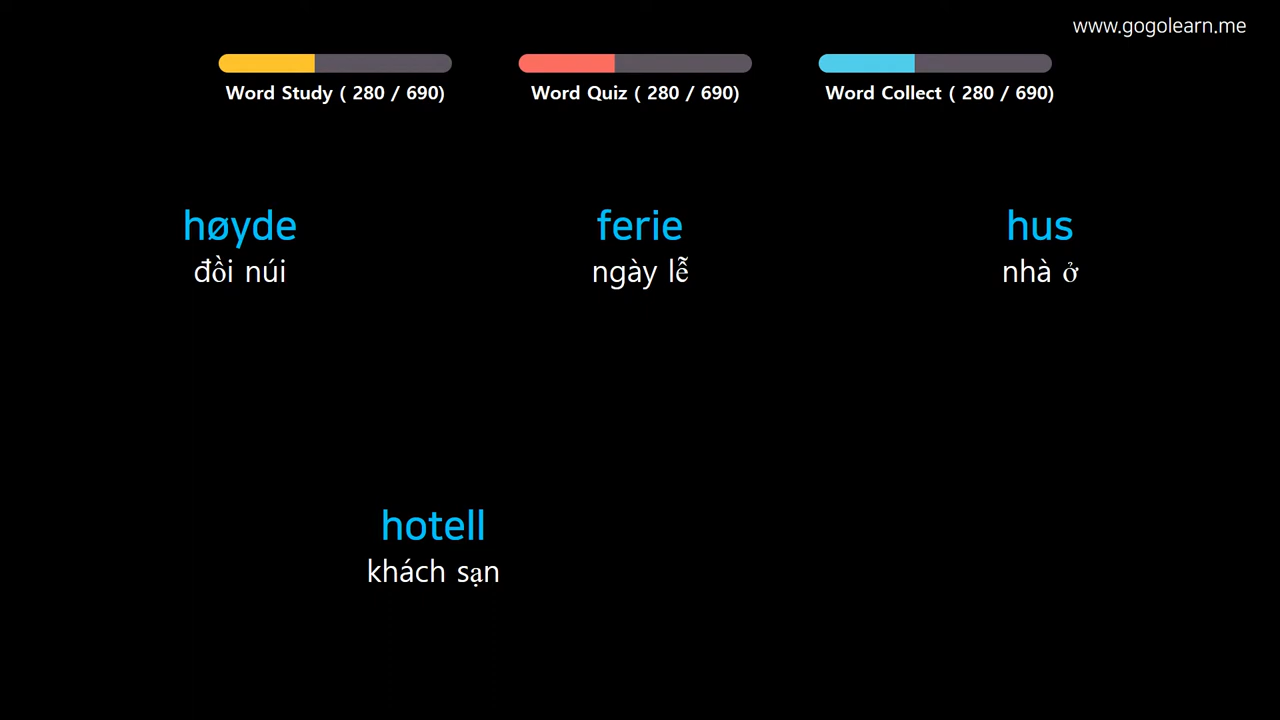 www.gogolearn.me
Word Study ( 280 / 690)
Word Quiz ( 280 / 690)
Word Collect ( 280 / 690)
høyde
đồi núi
ferie
ngày lễ
hus
nhà ở
hotell
khách sạn